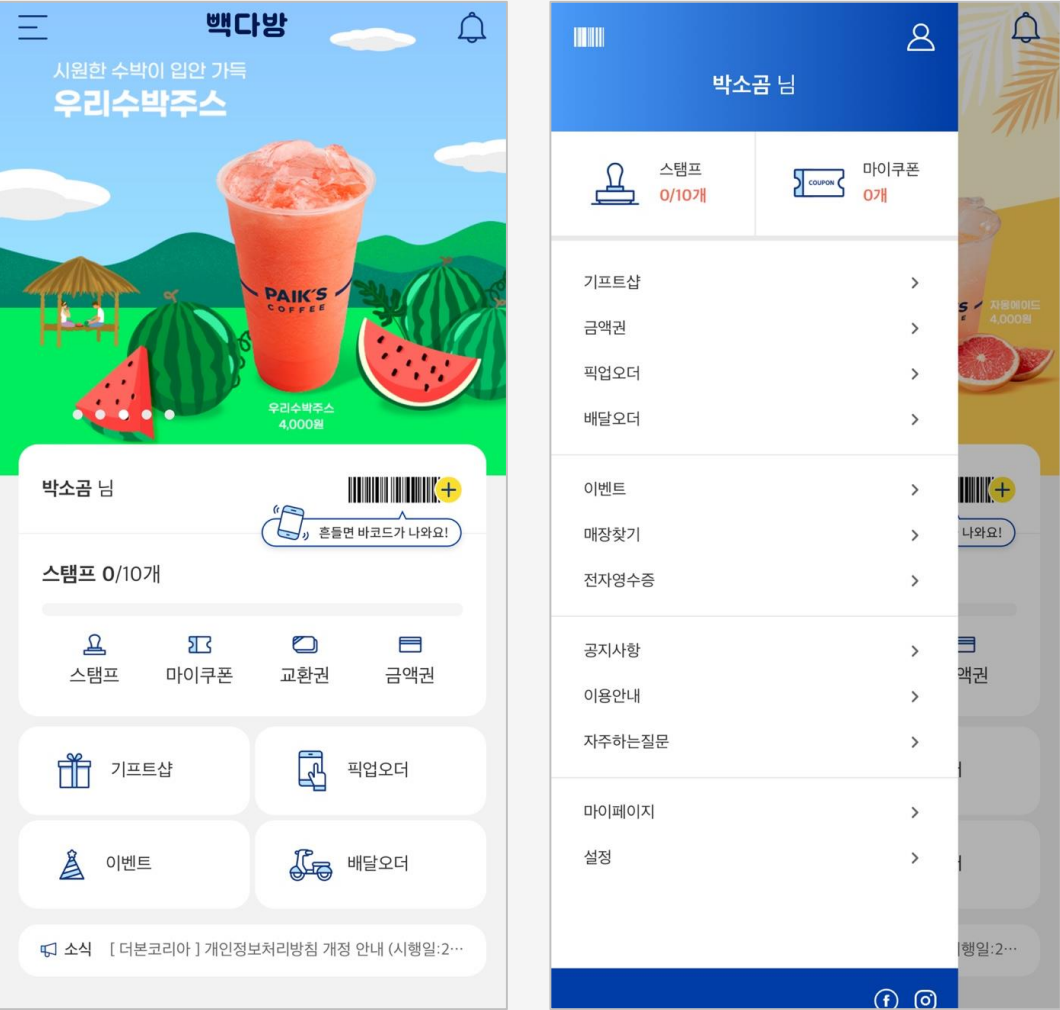 빽다방
시원한 수박이 입안 가득
우리수박주스
PAIK'S
COFFEE
우리수박주스
4,000원
박소곰 님
흔들면 바코드가 나와요!
스탬프 0/10개
스탬프
마이쿠폰
교환권
금액권
기프트샵
픽업오더
이벤트
배달오더
소식 [ 더본코리아 ] 개인정보처리방침 개정 안내 (시행일:2…
박소곰 님
스탬프
0/10개
COUPON
마이쿠폰
0개
기프트샵
금액권
픽업오더
배달오더
이벤트
매장찾기
전자영수증
공지사항
이용안내
자주하는질문
마이페이지
설정
S
E
자몽에이드
4,000원
나와요!
액권
행일:2…